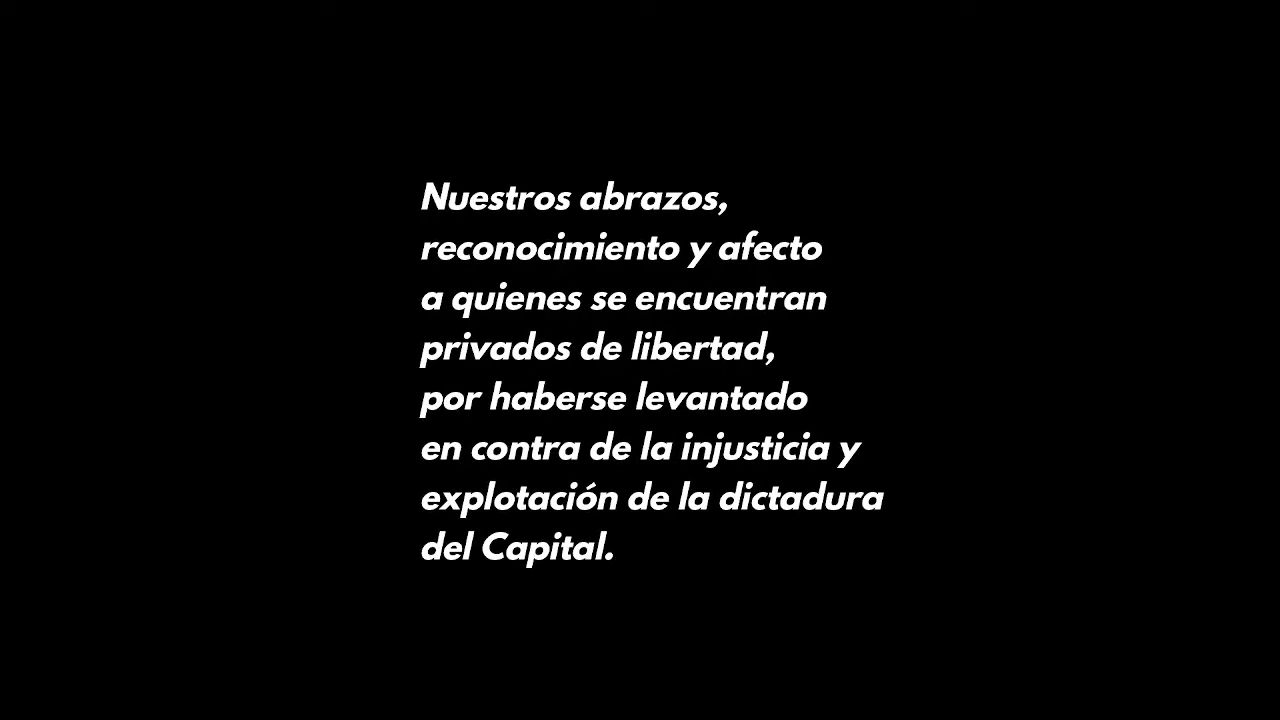 Nuestros abrazos,
reconocimiento y afecto
a quienes se encuentran
privados de libertad,
por haberse levantado
en contra de la injusticia y
explotación de la dictadura
del Capital.